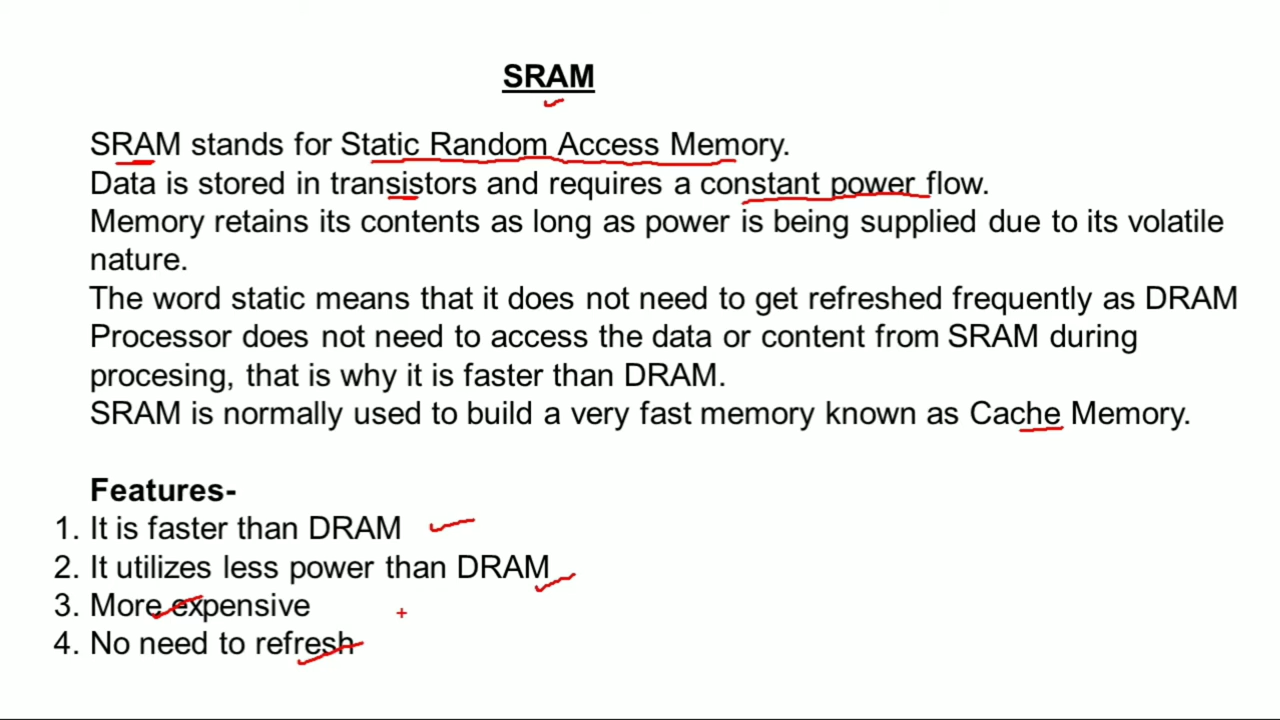 SRAM
SRAM stands for Static Random Access Memory.
Data is stored in transistors and requires a constant power flow.
Memory retains its contents as long as power is being supplied due to its volatile
nature.
The word static means that it does not need to get refreshed frequently as DRAM
Processor does not need to access the data or content from SRAM during
procesing, that is why it is faster than DRAM.
SRAM is normally used to build a very fast memory known as Cache Memory.
Features-
1. It is faster than DRAM
2. It utilizes less power than DRAM
3. More expensive
4. No need to refresh